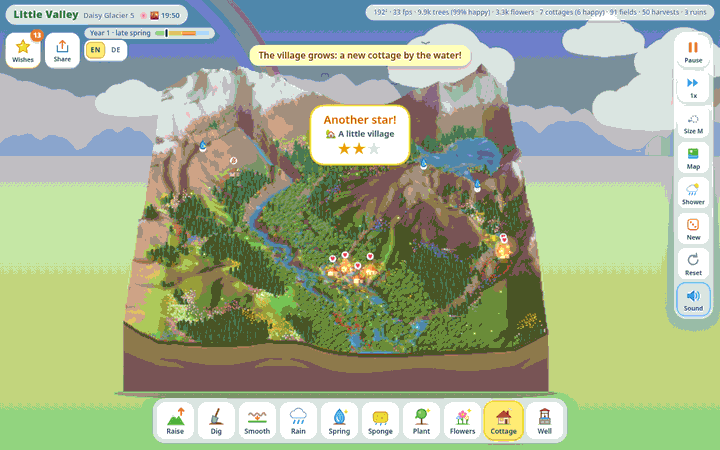 Little Valley Daisy Glacier 5 19:50
192² · 33 fps · 9.9k trees (99% happy) · 3.3k flowers · 7 cottages (6 happy) · 91 fields · 50 harvests · 3 ruins
Year 1 · late spring
13
Wishes
Share
EN DE
The village grows: a new cottage by the water!
Another star!
A little village
Pause
1x
Size M
Map
Shower
New
Reset
Sound
Raise
Dig
Smooth
Rain
Spring
Sponge
Plant
Flowers
Cottage
Well